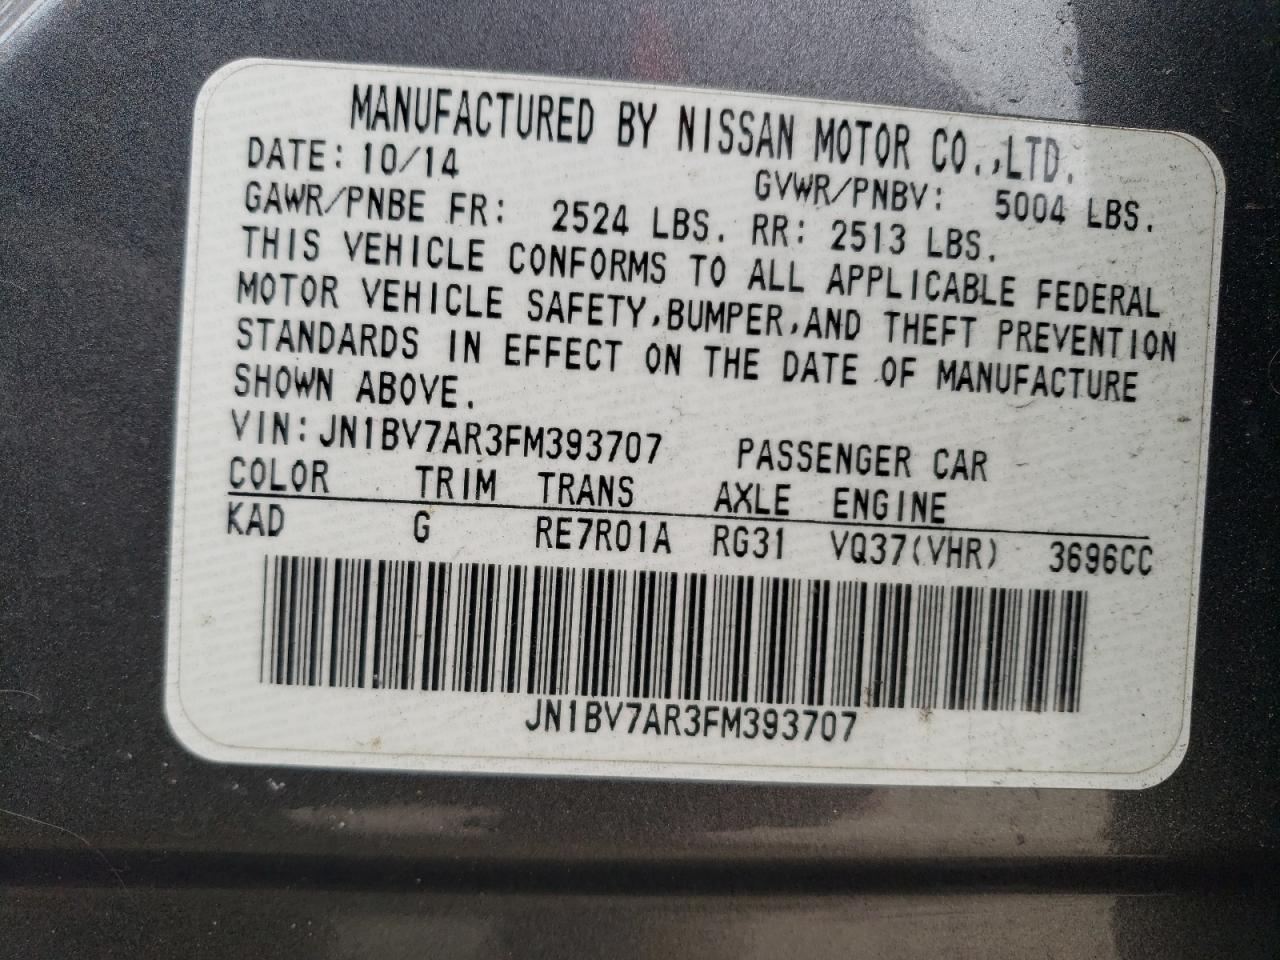 MANUFACTURED BY NISSAN MOTOR CO.,LTD.
DATE: 10/14 GVWR/PNBV: 5004 LBS.
GAWR/PNBE FR: 2524 LBS. RR: 2513 LBS.
THIS VEHICLE CONFORMS TO ALL APPLICABLE FEDERAL
MOTOR VEHICLE SAFETY,BUMPER,AND THEFT PREVENTION
STANDARDS IN EFFECT ON THE DATE OF MANUFACTURE
SHOWN ABOVE.
VIN:JN1BV7AR3FM393707 PASSENGER CAR
COLOR TRIM TRANS AXLE ENGINE
KAD G RE7R01A RG31 VQ37(VHR) 3696CC
JN1BV7AR3FM393707